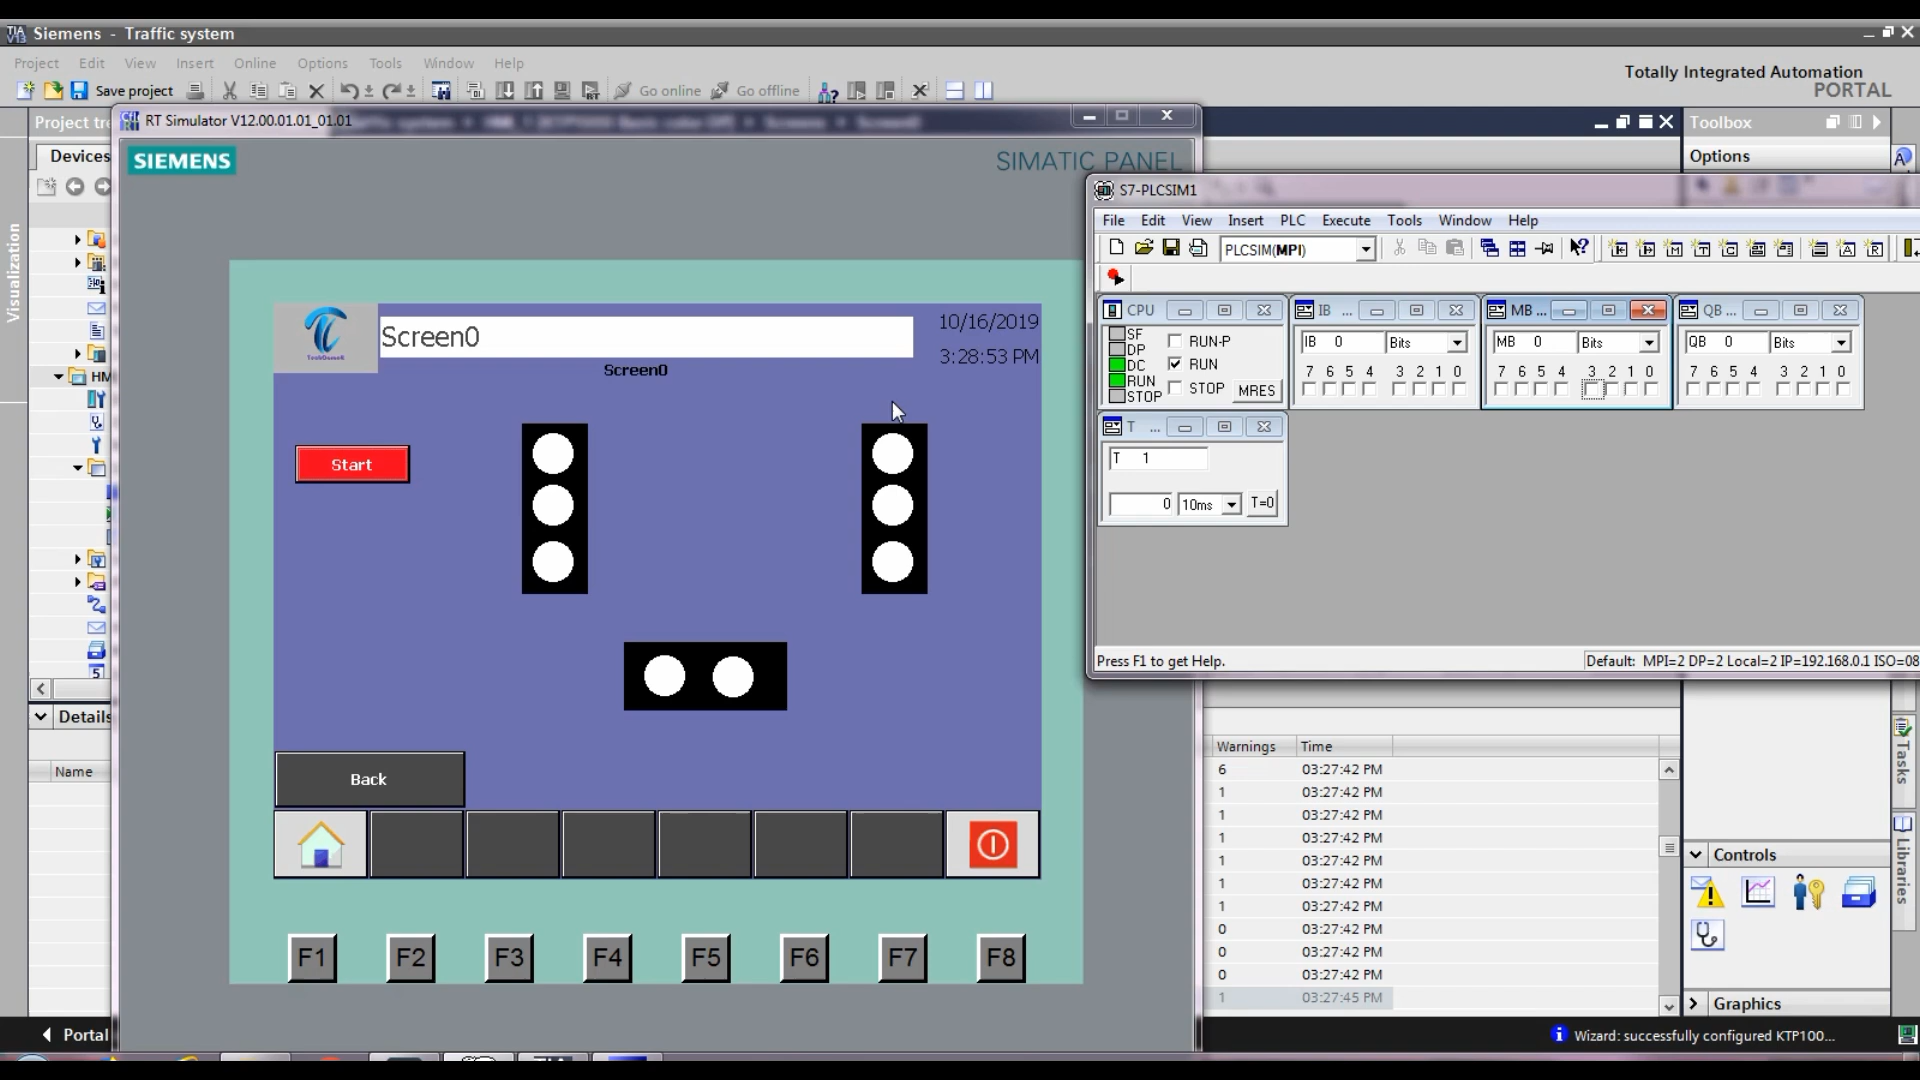 Siemens - Traffic system
Project Edit View Insert Online Options Tools Window Help
Totally Integrated Automation
PORTAL
Save project Go online Go offline
Project tre
RT Simulator V12.00.01.01_01.01
Toolbox
Devices
Options
SIEMENS
SIMATIC PANEL
S7-PLCSIM1
File Edit View Insert PLC Execute Tools Window Help
PLCSIM(MPI)
Visualization
CPU
SF
DP
DC
RUN
STOP
RUN-P
RUN
STOP
MRES
IB ...
IB 0 Bits
7 6 5 4 3 2 1 0
MB ...
MB 0 Bits
7 6 5 4 3 2 1 0
QB ...
QB 0 Bits
7 6 5 4 3 2 1 0
T ...
T 1
0 10ms T=0
Press F1 to get Help.
Default: MPI=2 DP=2 Local=2 IP=192.168.0.1 ISO=08
Screen0
10/16/2019
3:28:53 PM
Screen0
Start
Back
F1 F2 F3 F4 F5 F6 F7 F8
HM
Details
Name
Warnings Time
6 03:27:42 PM
1 03:27:42 PM
1 03:27:42 PM
1 03:27:42 PM
1 03:27:42 PM
1 03:27:42 PM
1 03:27:42 PM
0 03:27:42 PM
0 03:27:42 PM
0 03:27:42 PM
1 03:27:45 PM
Tasks
Libraries
Controls
Graphics
Portal
Wizard: successfully configured KTP100...